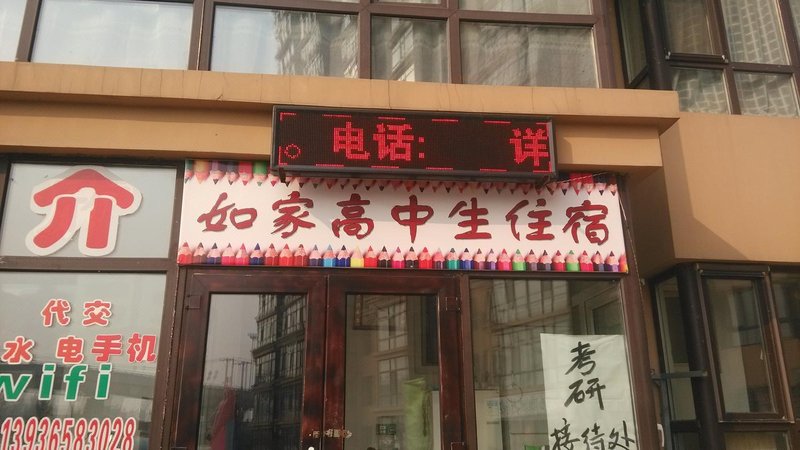 电话: 详
如家高中生住宿
介
代交
水 电手机
wifi
13936583028
考研
接待处